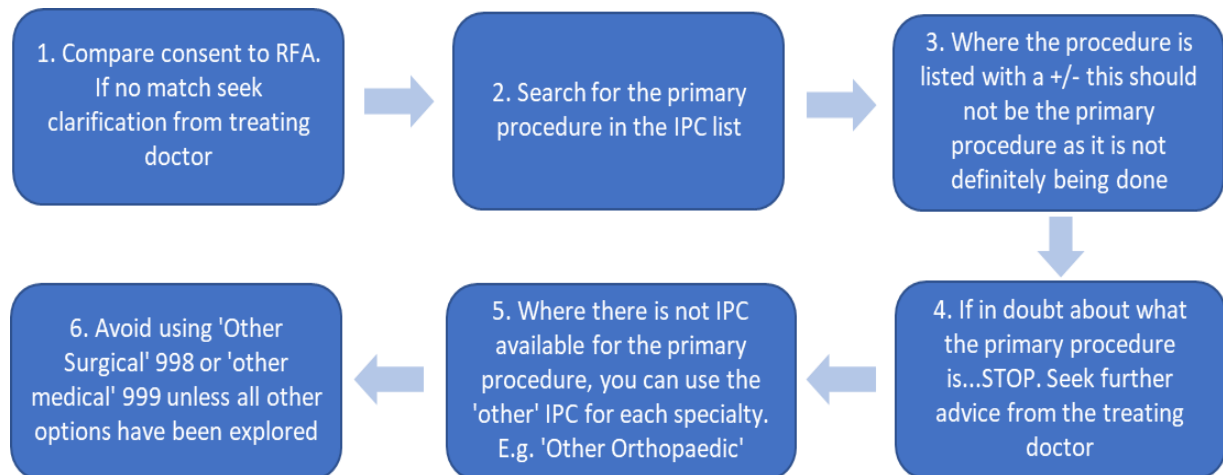 1. Compare consent to RFA.
If no match seek
clarification from treating
doctor
2. Search for the primary
procedure in the IPC list
3. Where the procedure is
listed with a +/- this should
not be the primary
procedure as it is not
definitely being done
4. If in doubt about what
the primary procedure
is...STOP. Seek further
advice from the treating
doctor
5. Where there is not IPC
available for the primary
procedure, you can use the
'other' IPC for each specialty.
E.g. 'Other Orthopaedic'
6. Avoid using 'Other
Surgical' 998 or 'other
medical' 999 unless all other
options have been explored